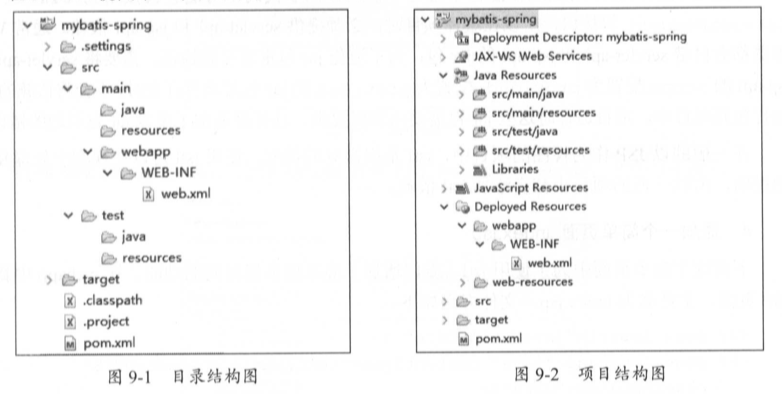 mybatis-spring
.settings
src
main
java
resources
webapp
WEB-INF
web.xml
test
java
resources
target
.classpath
.project
pom.xml
图 9-1 目录结构图
mybatis-spring
Deployment Descriptor: mybatis-spring
JAX-WS Web Services
Java Resources
src/main/java
src/main/resources
src/test/java
src/test/resources
Libraries
JavaScript Resources
Deployed Resources
webapp
WEB-INF
web.xml
web-resources
src
target
pom.xml
图 9-2 项目结构图